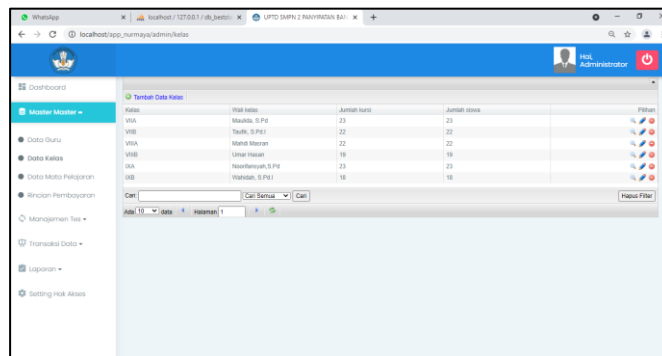 WhatsApp
localhost / 127.0.0.1 / db_bestsis
UPTD SMPN 2 PANYIPATAN BAN
localhost/app_nurmaya/admin/kelas
Hai,
Administrator
Dashboard
Master Master
Data Guru
Data Kelas
Data Mata Pelajaran
Rincian Pembayaran
Manajemen Tes
Transaksi Data
Laporan
Setting Hak Akses
Tambah Data Kelas
Kelas Wali kelas Jumlah kursi Jumlah siswa Pilihan
VIIA Maulida, S.Pd 23 23
VIIB Taufik, S.Pd.I 22 22
VIIIA Mahdi Masran 22 22
VIIIB Umar Hasan 19 19
IXA Noorifansyah,S.Pd 23 23
IXB Wahidah, S.Pd.I 18 18
Cari: Cari Semua Cari Hapus Filter
Ada 10 data Halaman 1